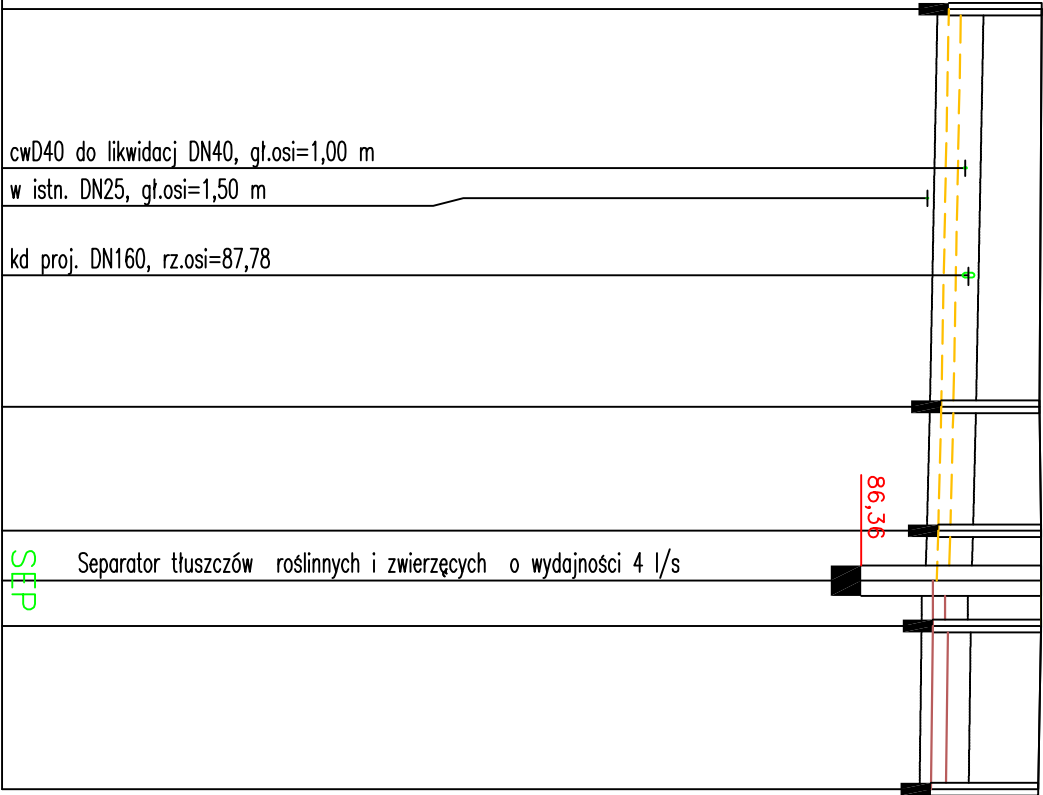 cwD40 do likwidacj DN40, gł.osi=1,00 m
w istn. DN25, gł.osi=1,50 m
kd proj. DN160, rz.osi=87,78
86,36
Separator tłuszczów roślinnych i zwierzęcych o wydajności 4 l/s
SEP